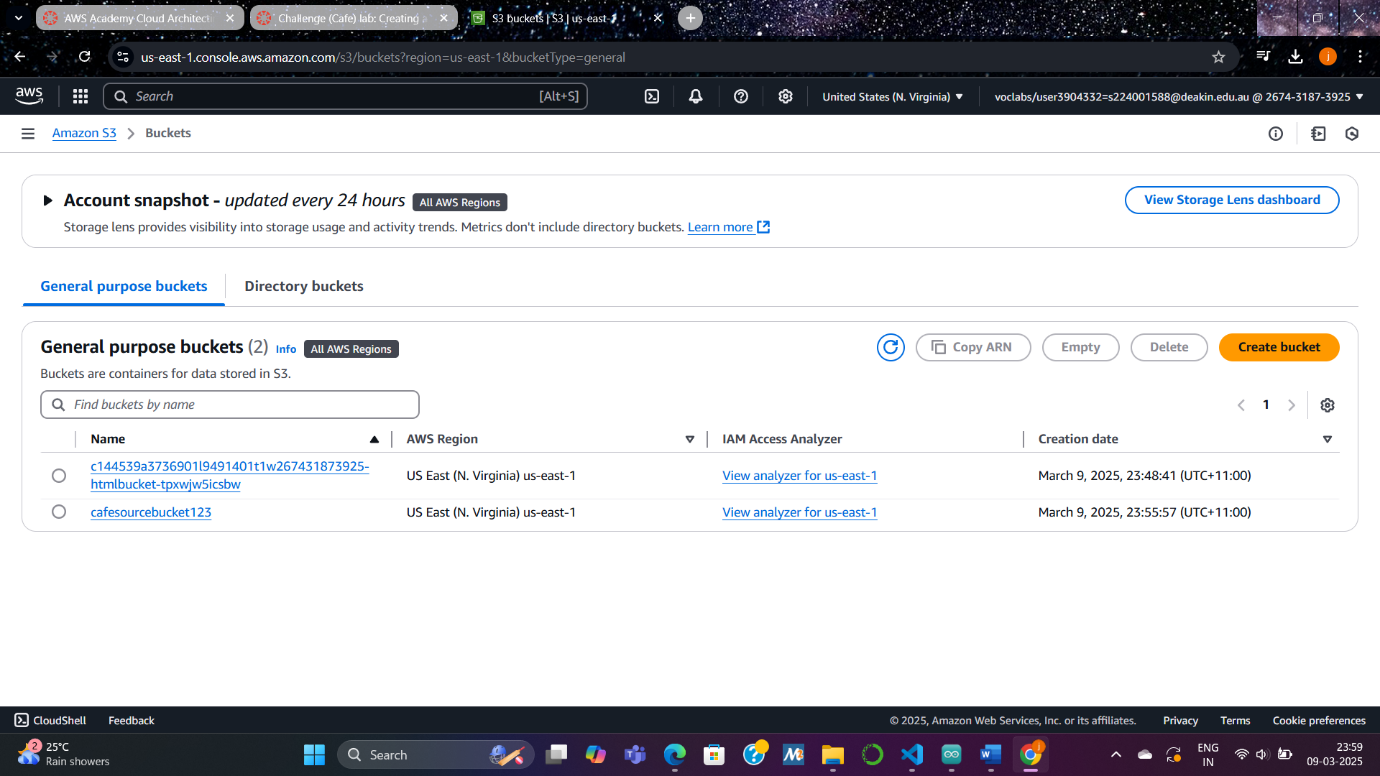 AWS Academy Cloud Architect
Challenge (Cafe) lab: Creating a
S3 buckets | S3 | us-east-
us-east-1.console.aws.amazon.com/s3/buckets?region=us-east-1&bucketType=general
aws
Search [Alt+S]
United States (N. Virginia)
voclabs/user3904332=s224001588@deakin.edu.au @ 2674-3187-3925
Amazon S3 > Buckets
Account snapshot - updated every 24 hours All AWS Regions
View Storage Lens dashboard
Storage lens provides visibility into storage usage and activity trends. Metrics don't include directory buckets. Learn more
General purpose buckets Directory buckets
General purpose buckets (2) Info All AWS Regions
Copy ARN Empty Delete Create bucket
Buckets are containers for data stored in S3.
Find buckets by name
1
Name AWS Region IAM Access Analyzer Creation date
c144539a3736901l9491401t1w267431873925-
htmlbucket-tpxwjw5icsbw
US East (N. Virginia) us-east-1 View analyzer for us-east-1 March 9, 2025, 23:48:41 (UTC+11:00)
cafesourcebucket123 US East (N. Virginia) us-east-1 View analyzer for us-east-1 March 9, 2025, 23:55:57 (UTC+11:00)
CloudShell Feedback © 2025, Amazon Web Services, Inc. or its affiliates. Privacy Terms Cookie preferences
2
25°C
Rain showers
Search
ENG
IN
23:59
09-03-2025